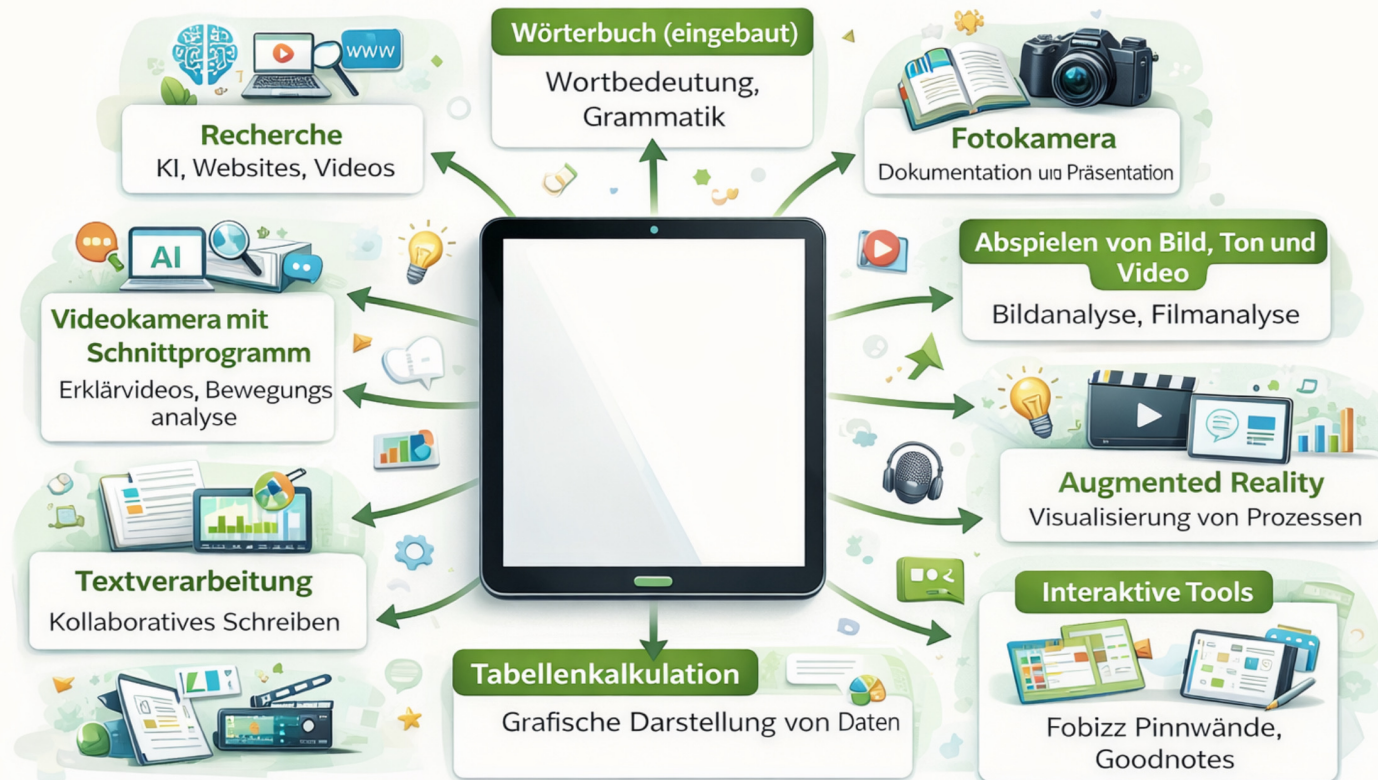 WWW
Recherche
KI, Websites, Videos
Wörterbuch (eingebaut)
Wortbedeutung,
Grammatik
Fotokamera
Dokumentation und Präsentation
AI
Videokamera mit
Schnittprogramm
Erklärvideos, Bewegungs
analyse
Abspielen von Bild, Ton und
Video
Bildanalyse, Filmanalyse
Augmented Reality
Visualisierung von Prozessen
Textverarbeitung
Kollaboratives Schreiben
Tabellenkalkulation
Grafische Darstellung von Daten
Interaktive Tools
Fobizz Pinnwände,
Goodnotes